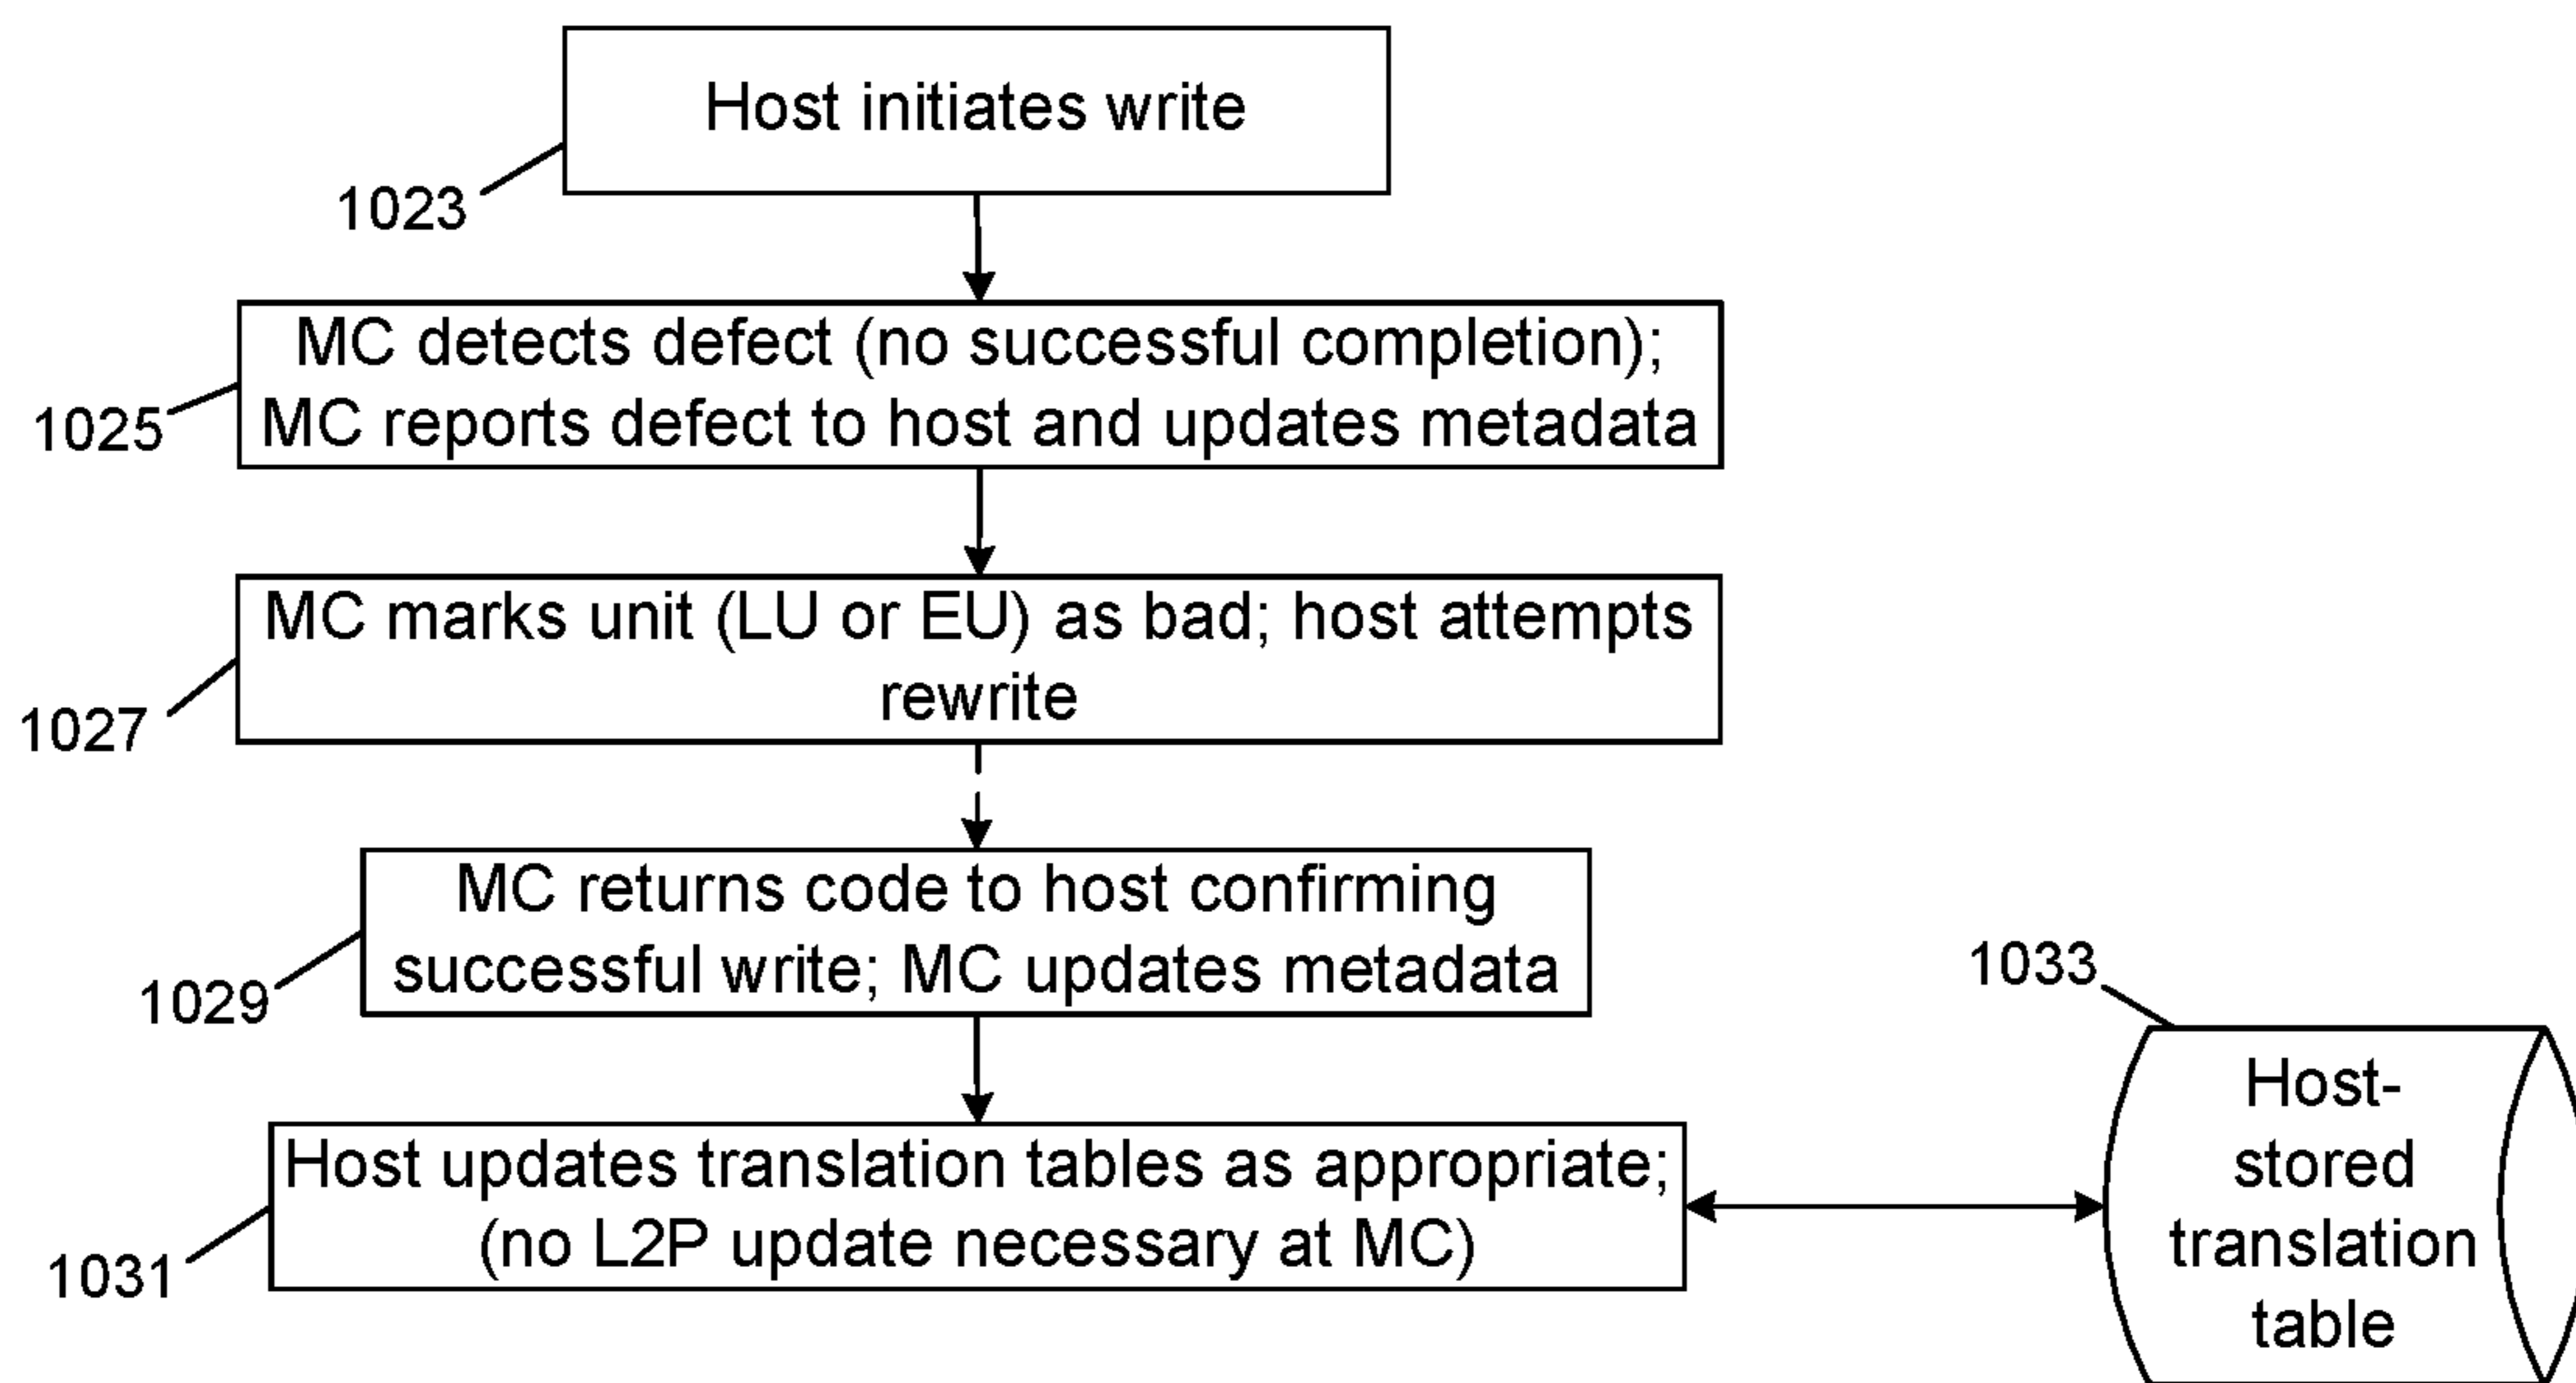 Host initiates write
1023
MC detects defect (no successful completion);
MC reports defect to host and updates metadata
1025
MC marks unit (LU or EU) as bad; host attempts
rewrite
1027
MC returns code to host confirming
successful write; MC updates metadata
1029
1033
Host updates translation tables as appropriate;
(no L2P update necessary at MC)
1031
Host-
stored
translation
table